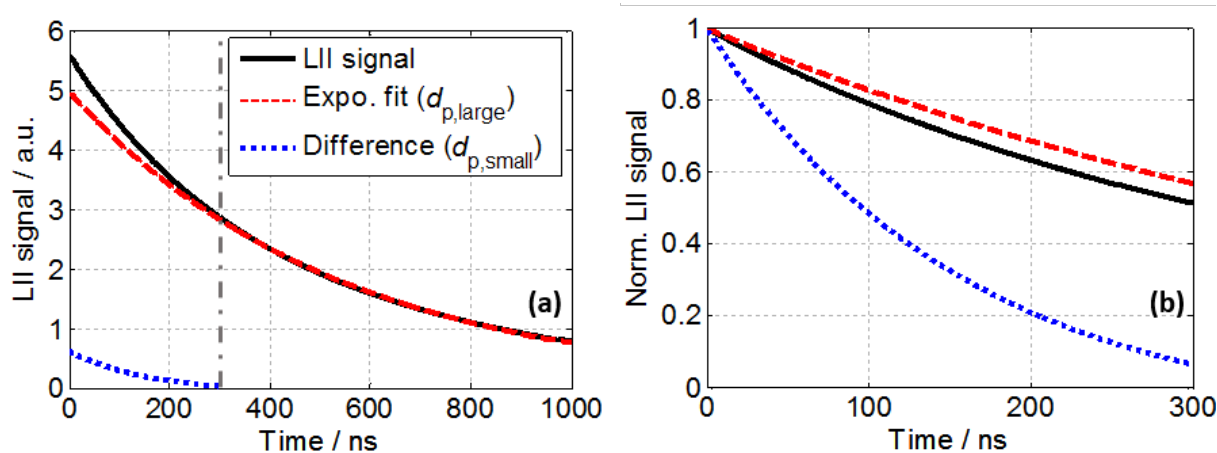 6
5
4
3
2
1
0
LII signal / a.u.
LII signal
Expo. fit (dp,large)
Difference (dp,small)
(a)
0 200 400 600 800 1000
Time / ns
1
0.8
0.6
0.4
0.2
0
Norm. LII signal
(b)
0 100 200 300
Time / ns